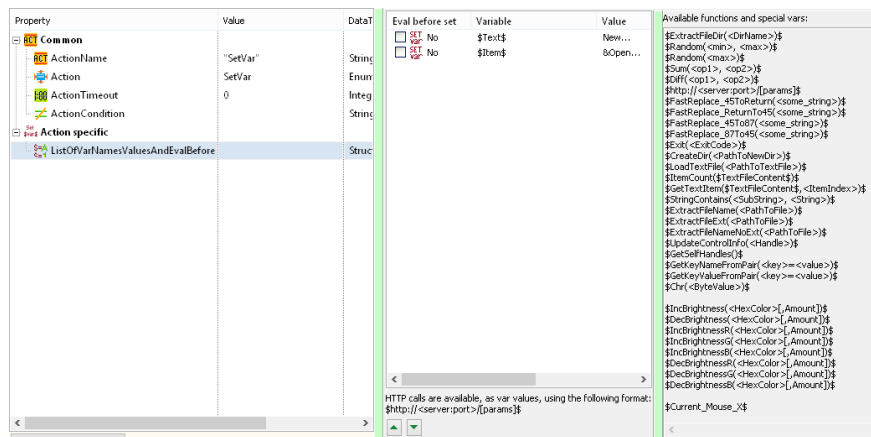 Property Value DataT
Common
ActionName "SetVar" String
Action SetVar Enum
ActionTimeout 0 Integ
ActionCondition String
Action specific
ListOfVarNamesValuesAndEvalBefore Struc
Eval before set Variable Value
No $Text$ New...
No $Item$ &Open...
HTTP calls are available, as var values, using the following format:
$http://<server:port>/[params]$
Available functions and special vars:
$ExtractFileDir(<DirName>)$
$Random(<min>, <max>)$
$Random(<max>)$
$Sum(<op1>, <op2>)$
$Diff(<op1>, <op2>)$
$http://<server:port>/[params]$
$FastReplace_45ToReturn(<some_string>)$
$FastReplace_ReturnTo45(<some_string>)$
$FastReplace_45To87(<some_string>)$
$FastReplace_87To45(<some_string>)$
$Exit(<ExitCode>)$
$CreateDir(<PathToNewDir>)$
$LoadTextFile(<PathToTextFile>)$
$ItemCount($TextFileContent$)$
$GetTextItem($TextFileContent$,<ItemIndex>)$
$StringContains(<SubString>, <String>)$
$ExtractFileName(<PathToFile>)$
$ExtractFileExt(<PathToFile>)$
$ExtractFileNameNoExt(<PathToFile>)$
$UpdateControlInfo(<Handle>)$
$GetSelfHandles()$
$GetKeyNameFromPair(<key>=<value>)$
$GetKeyValueFromPair(<key>=<value>)$
$Chr(<ByteValue>)$
$IncBrightness(<HexColor>[,Amount])$
$DecBrightness(<HexColor>[,Amount])$
$IncBrightnessR(<HexColor>[,Amount])$
$IncBrightnessG(<HexColor>[,Amount])$
$IncBrightnessB(<HexColor>[,Amount])$
$DecBrightnessR(<HexColor>[,Amount])$
$DecBrightnessG(<HexColor>[,Amount])$
$DecBrightnessB(<HexColor>[,Amount])$
$Current_Mouse_X$